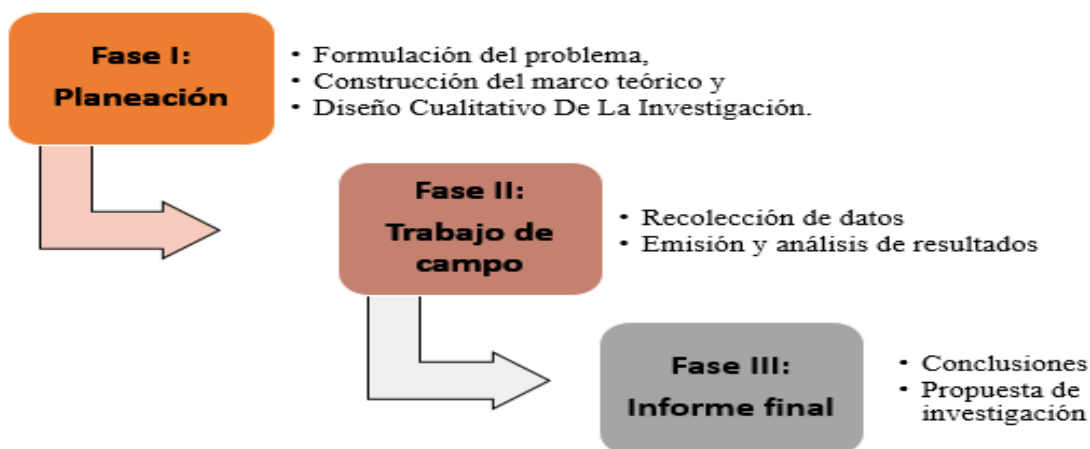 Fase I:
Planeación
• Formulación del problema,
• Construcción del marco teórico y
• Diseño Cualitativo De La Investigación.
Fase II:
Trabajo de
campo
• Recolección de datos
• Emisión y análisis de resultados
Fase III:
Informe final
• Conclusiones
• Propuesta de
investigación